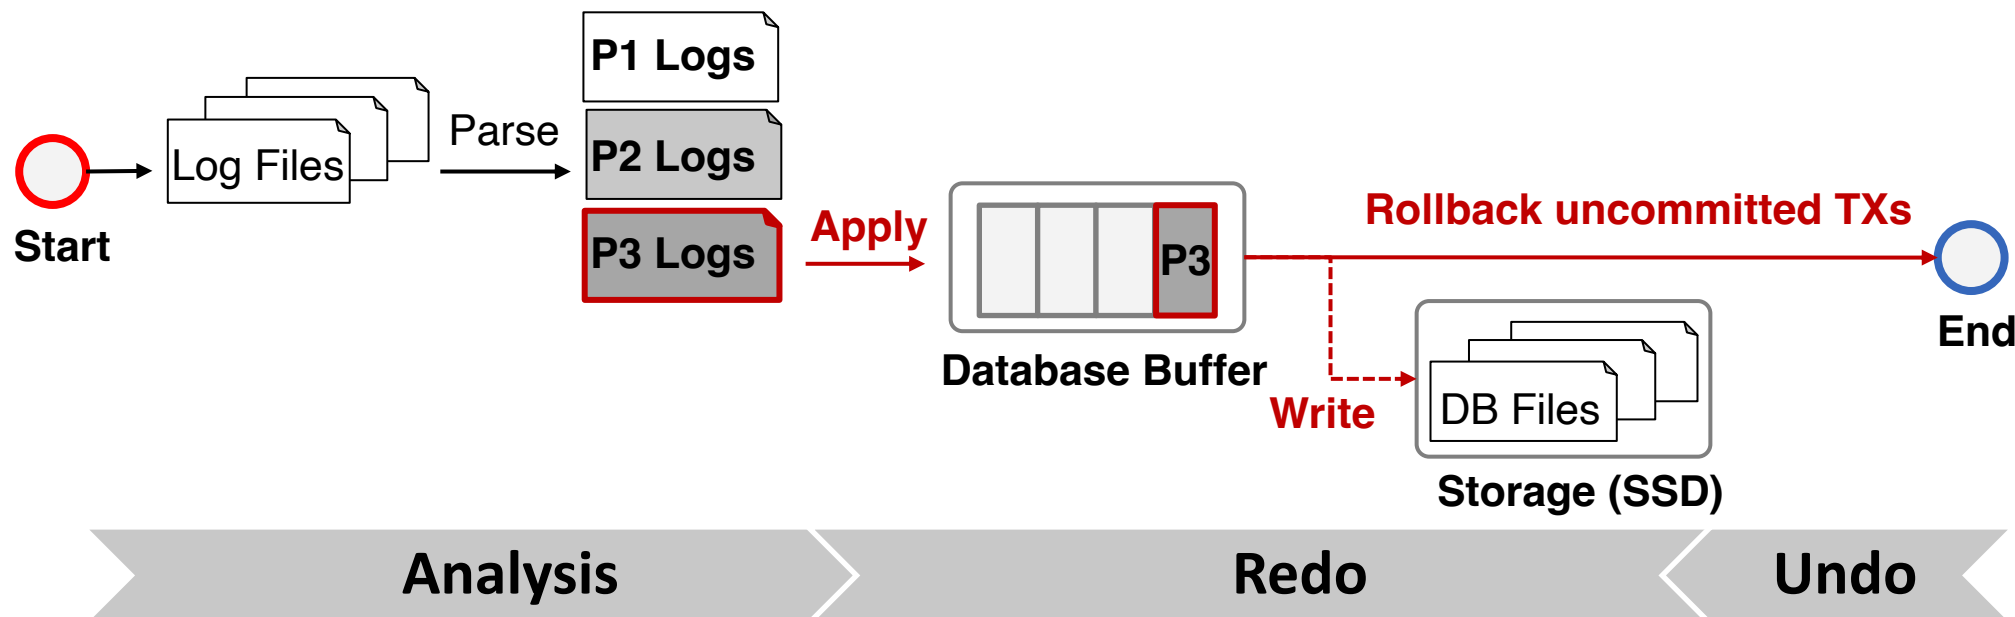 Start
Log Files
Parse
P1 Logs
P2 Logs
P3 Logs
Apply
P3
Database Buffer
Rollback uncommitted TXs
Write
DB Files
Storage (SSD)
End
Analysis
Redo
Undo